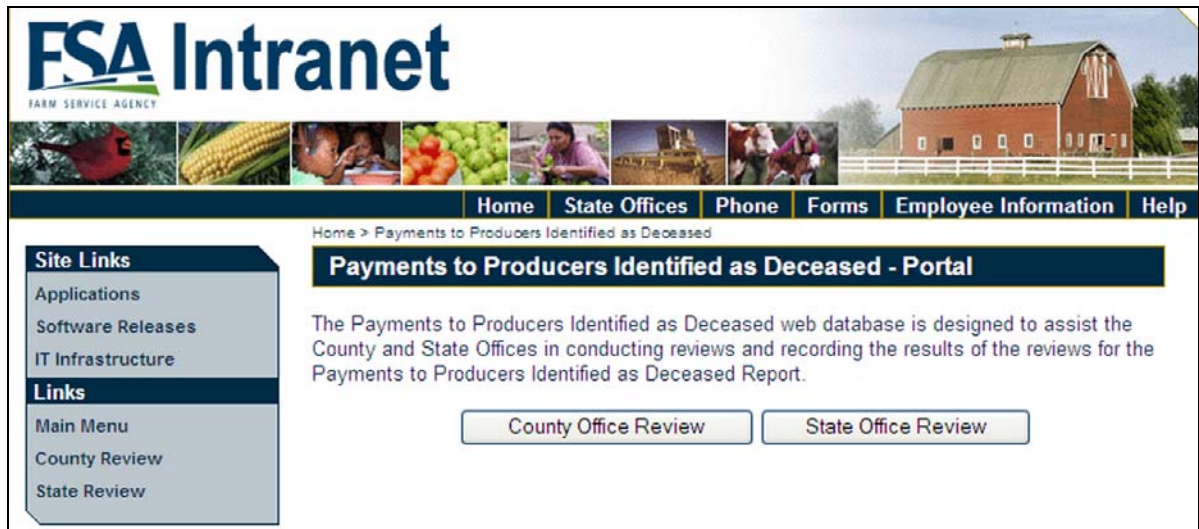 FSA Intranet
FARM SERVICE AGENCY
Home State Offices Phone Forms Employee Information Help
Home > Payments to Producers Identified as Deceased
Site Links
Applications
Software Releases
IT Infrastructure
Links
Main Menu
County Review
State Review
Payments to Producers Identified as Deceased - Portal
The Payments to Producers Identified as Deceased web database is designed to assist the
County and State Offices in conducting reviews and recording the results of the reviews for the
Payments to Producers Identified as Deceased Report.
County Office Review State Office Review